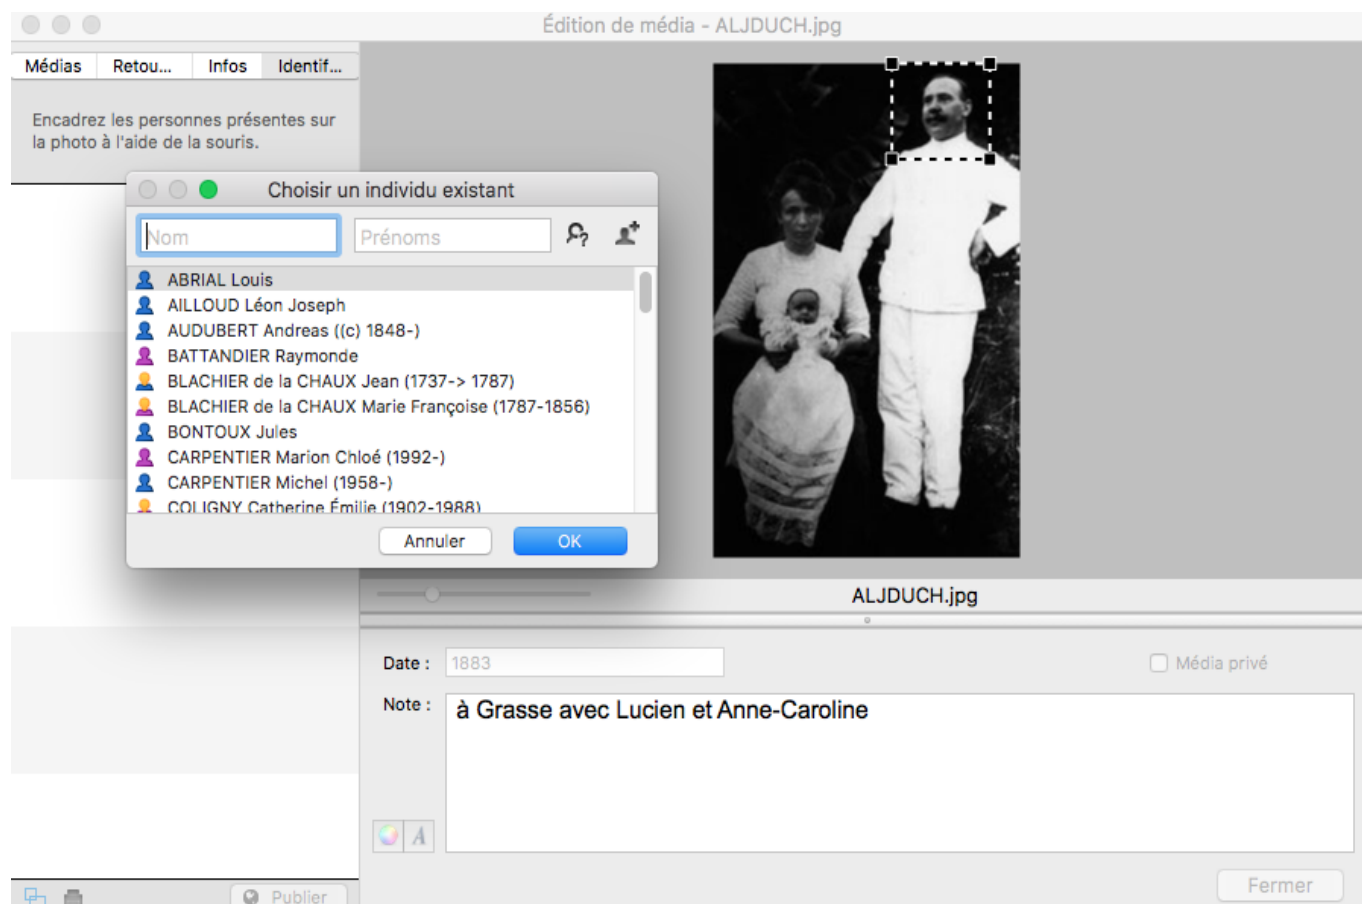 Édition de média - ALJDUCH.jpg
Médias Retou... Infos Identif...
Encadrez les personnes présentes sur
la photo à l'aide de la souris.
Choisir un individu existant
Nom Prénoms
ABRIAL Louis
AILLOUD Léon Joseph
AUDUBERT Andreas ((c) 1848-)
BATTANDIER Raymonde
BLACHIER de la CHAUX Jean (1737-> 1787)
BLACHIER de la CHAUX Marie Françoise (1787-1856)
BONTOUX Jules
CARPENTIER Marion Chloé (1992-)
CARPENTIER Michel (1958-)
COLIGNY Catherine Émilie (1902-1988)
Annuler OK
ALJDUCH.jpg
Date : 1883 Média privé
Note : à Grasse avec Lucien et Anne-Caroline
A
Publier Fermer